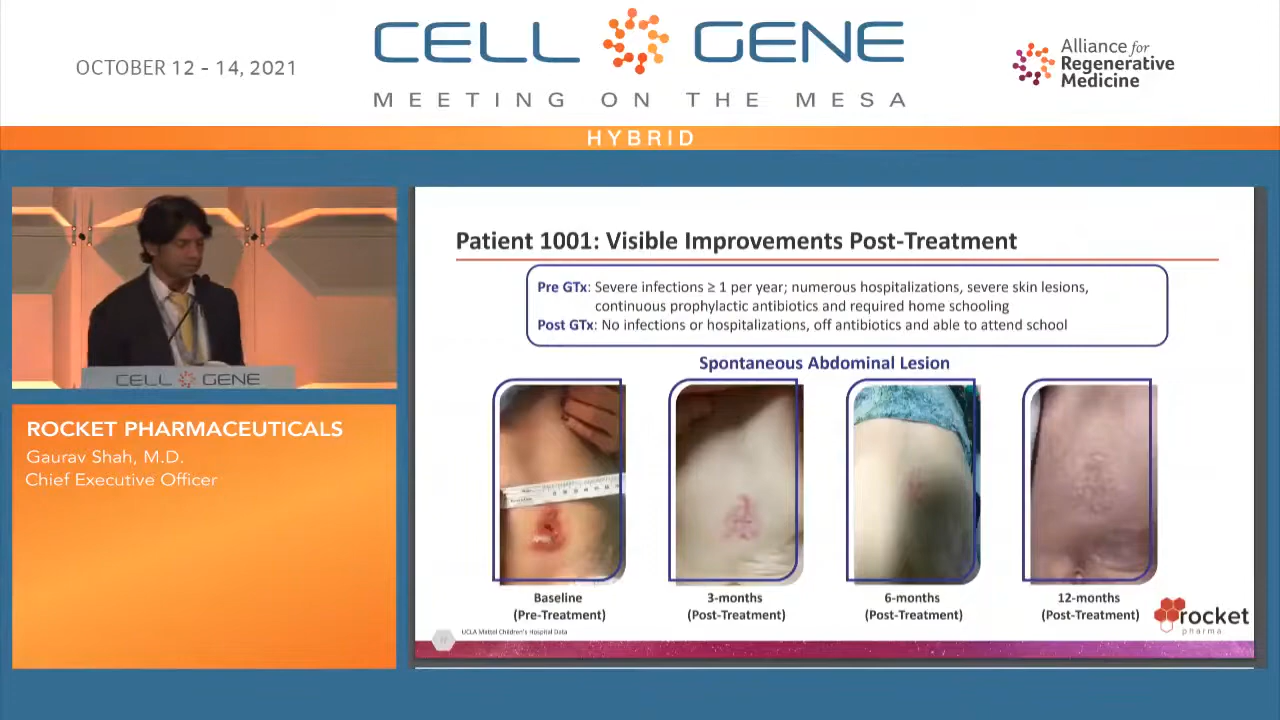 OCTOBER 12 - 14, 2021
CELL GENE
MEETING ON THE MESA
Alliance for
Regenerative
Medicine
HYBRID
CELL GENE
ROCKET PHARMACEUTICALS
Gaurav Shah, M.D.
Chief Executive Officer
Patient 1001: Visible Improvements Post-Treatment
Pre GTx: Severe infections ≥ 1 per year; numerous hospitalizations, severe skin lesions,
continuous prophylactic antibiotics and required home schooling
Post GTx: No infections or hospitalizations, off antibiotics and able to attend school
Spontaneous Abdominal Lesion
Baseline
(Pre-Treatment)
3-months
(Post-Treatment)
6-months
(Post-Treatment)
12-months
(Post-Treatment)
UCLA Mattel Children's Hospital Data
rocket
pharma